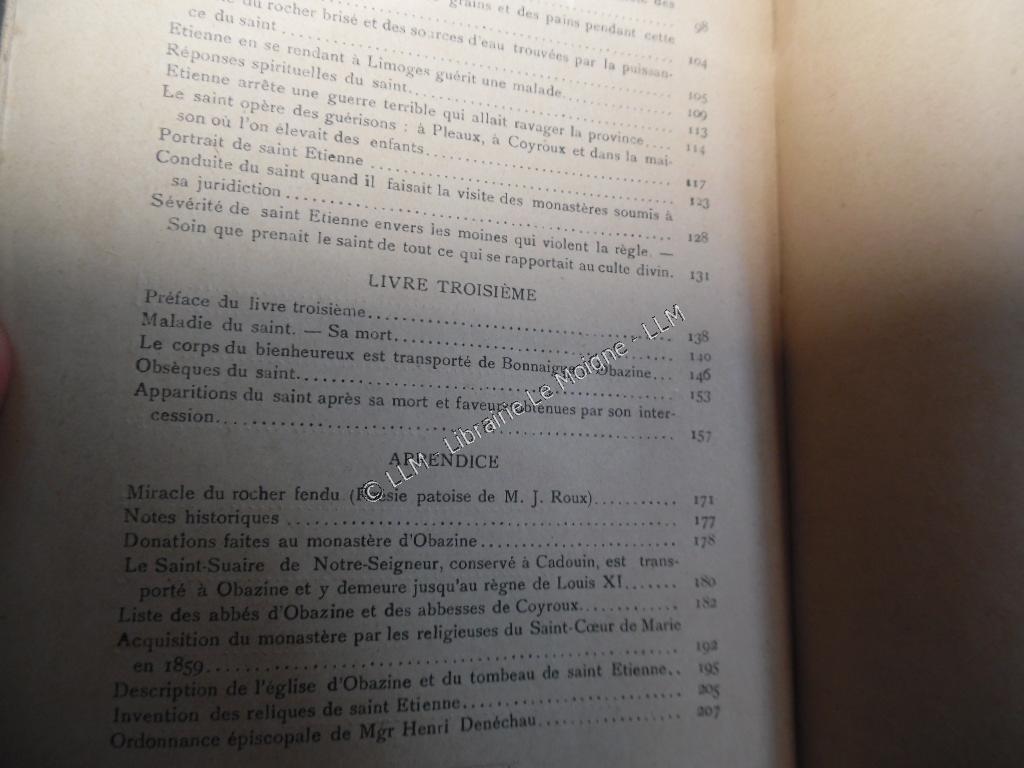 grains et des pains pendant cette 98
du rocher brisé et des sources d'eau trouvées par la puissan-
ce du saint .......... 104
Etienne en se rendant à Limoges guérit une malade.......... 105
Réponses spirituelles du saint.......... 109
Etienne arrête une guerre terrible qui allait ravager la province.... 113
Le saint opère des guérisons : à Pleaux, à Coyroux et dans la mai- 114
son où l'on élevait des enfants..........
Portrait de saint Etienne .......... 117
Conduite du saint quand il faisait la visite des monastères soumis à 123
sa juridiction..........
Sévérité de saint Etienne envers les moines qui violent la règle. — 128
Soin que prenait le saint de tout ce qui se rapportait au culte divin. 131
LIVRE TROISIÈME
Préface du livre troisième.......... 138
Maladie du saint. — Sa mort.......... 140
Le corps du bienheureux est transporté de Bonnaigue à Obazine... 146
Obsèques du saint.......... 153
Apparitions du saint après sa mort et faveurs obtenues par son inter-
cession.......... 157
APPENDICE
Miracle du rocher fendu (Poésie patoise de M. J. Roux).......... 171
Notes historiques .......... 177
Donations faites au monastère d'Obazine.......... 178
Le Saint-Suaire de Notre-Seigneur, conservé à Cadouin, est trans-
porté à Obazine et y demeure jusqu'au règne de Louis XI....... 180
Liste des abbés d'Obazine et des abbesses de Coyroux.......... 182
Acquisition du monastère par les religieuses du Saint-Cœur de Marie
en 1859.......... 192
Description de l'église d'Obazine et du tombeau de saint Etienne.. 195
Invention des reliques de saint Etienne.......... 205
Ordonnance épiscopale de Mgr Henri Denéchau.......... 207
© LLM - Librairie Le Moigne - LLM